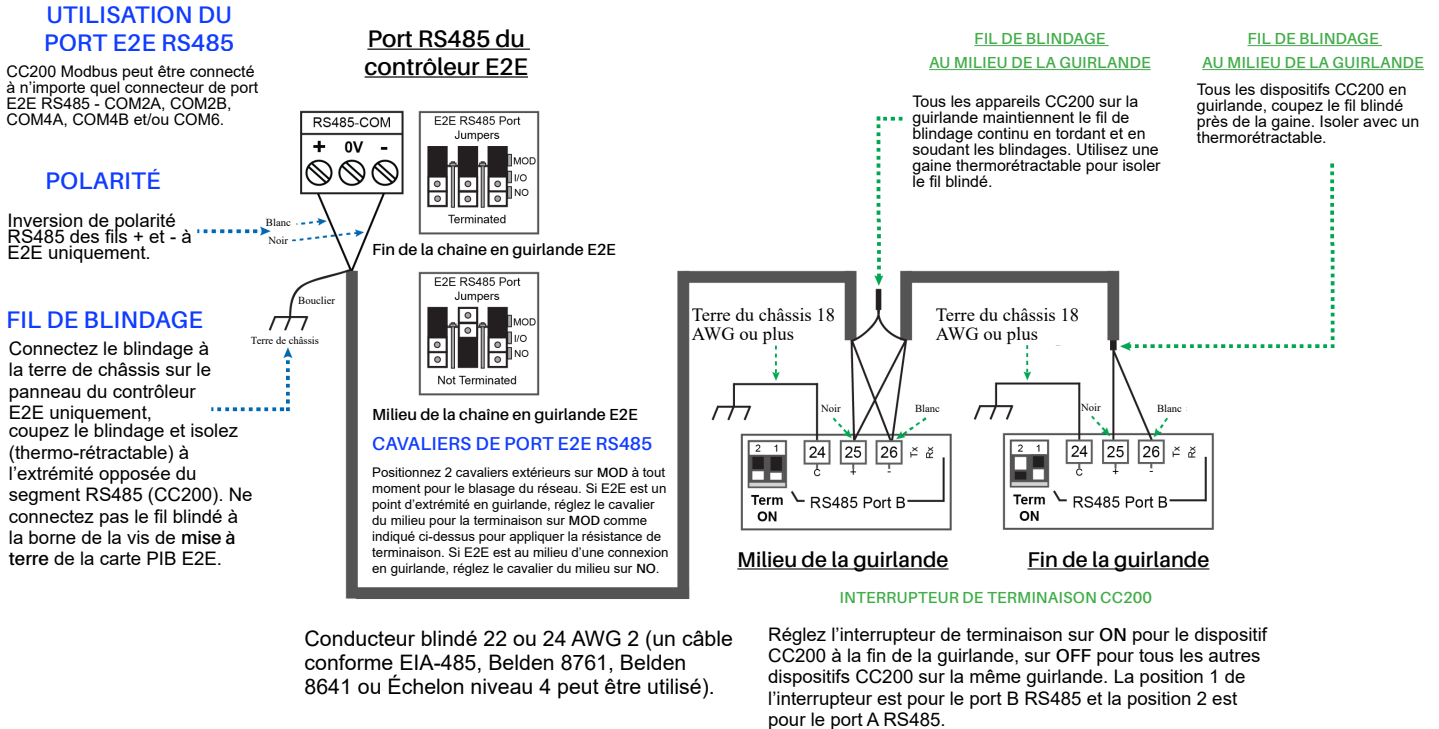 UTILISATION DU
PORT E2E RS485
CC200 Modbus peut être connecté
à n'importe quel connecteur de port
E2E RS485 - COM2A, COM2B,
COM4A, COM4B et/ou COM6.
POLARITÉ
Inversion de polarité
RS485 des fils + et - à
E2E uniquement.
FIL DE BLINDAGE
Connectez le blindage à
la terre de châssis sur le
panneau du contrôleur
E2E uniquement,
coupez le blindage et isolez
(thermo-rétractable) à
l'extrémité opposée du
segment RS485 (CC200). Ne
connectez pas le fil blindé à
la borne de la vis de mise à
terre de la carte PIB E2E.
Port RS485 du
contrôleur E2E
RS485-COM
+ 0V -
Blanc
Noir
Bouclier
Terre de châssis
E2E RS485 Port
Jumpers
MOD
I/O
NO
Terminated
Fin de la chaîne en guirlande E2E
E2E RS485 Port
Jumpers
MOD
I/O
NO
Not Terminated
Milieu de la chaîne en guirlande E2E
CAVALIERS DE PORT E2E RS485
Positionnez 2 cavaliers extérieurs sur MOD à tout
moment pour le blasage du réseau. Si E2E est un
point d'extrémité en guirlande, réglez le cavalier
du milieu pour la terminaison sur MOD comme
indiqué ci-dessus pour appliquer la résistance de
terminaison. Si E2E est au milieu d'une connexion
en guirlande, réglez le cavalier du milieu sur NO.
Conducteur blindé 22 ou 24 AWG 2 (un câble
conforme EIA-485, Belden 8761, Belden
8641 ou Échelon niveau 4 peut être utilisé).
FIL DE BLINDAGE
AU MILIEU DE LA GUIRLANDE
Tous les appareils CC200 sur la
guirlande maintiennent le fil de
blindage continu en tordant et en
soudant les blindages. Utilisez une
gaine thermorétractable pour isoler
le fil blindé.
FIL DE BLINDAGE
AU MILIEU DE LA GUIRLANDE
Tous les dispositifs CC200 en
guirlande, coupez le fil blindé
près de la gaine. Isoler avec un
thermorétractable.
Terre du châssis 18
AWG ou plus
Noir
Blanc
2 1
24 25 26
C + -
Tx
Rx
Term
ON
RS485 Port B
Milieu de la guirlande
Terre du châssis 18
AWG ou plus
Noir
Blanc
2 1
24 25 26
C + -
Tx
Rx
Term
ON
RS485 Port B
Fin de la guirlande
INTERRUPTEUR DE TERMINAISON CC200
Réglez l'interrupteur de terminaison sur ON pour le dispositif
CC200 à la fin de la guirlande, sur OFF pour tous les autres
dispositifs CC200 sur la même guirlande. La position 1 de
l'interrupteur est pour le port B RS485 et la position 2 est
pour le port A RS485.